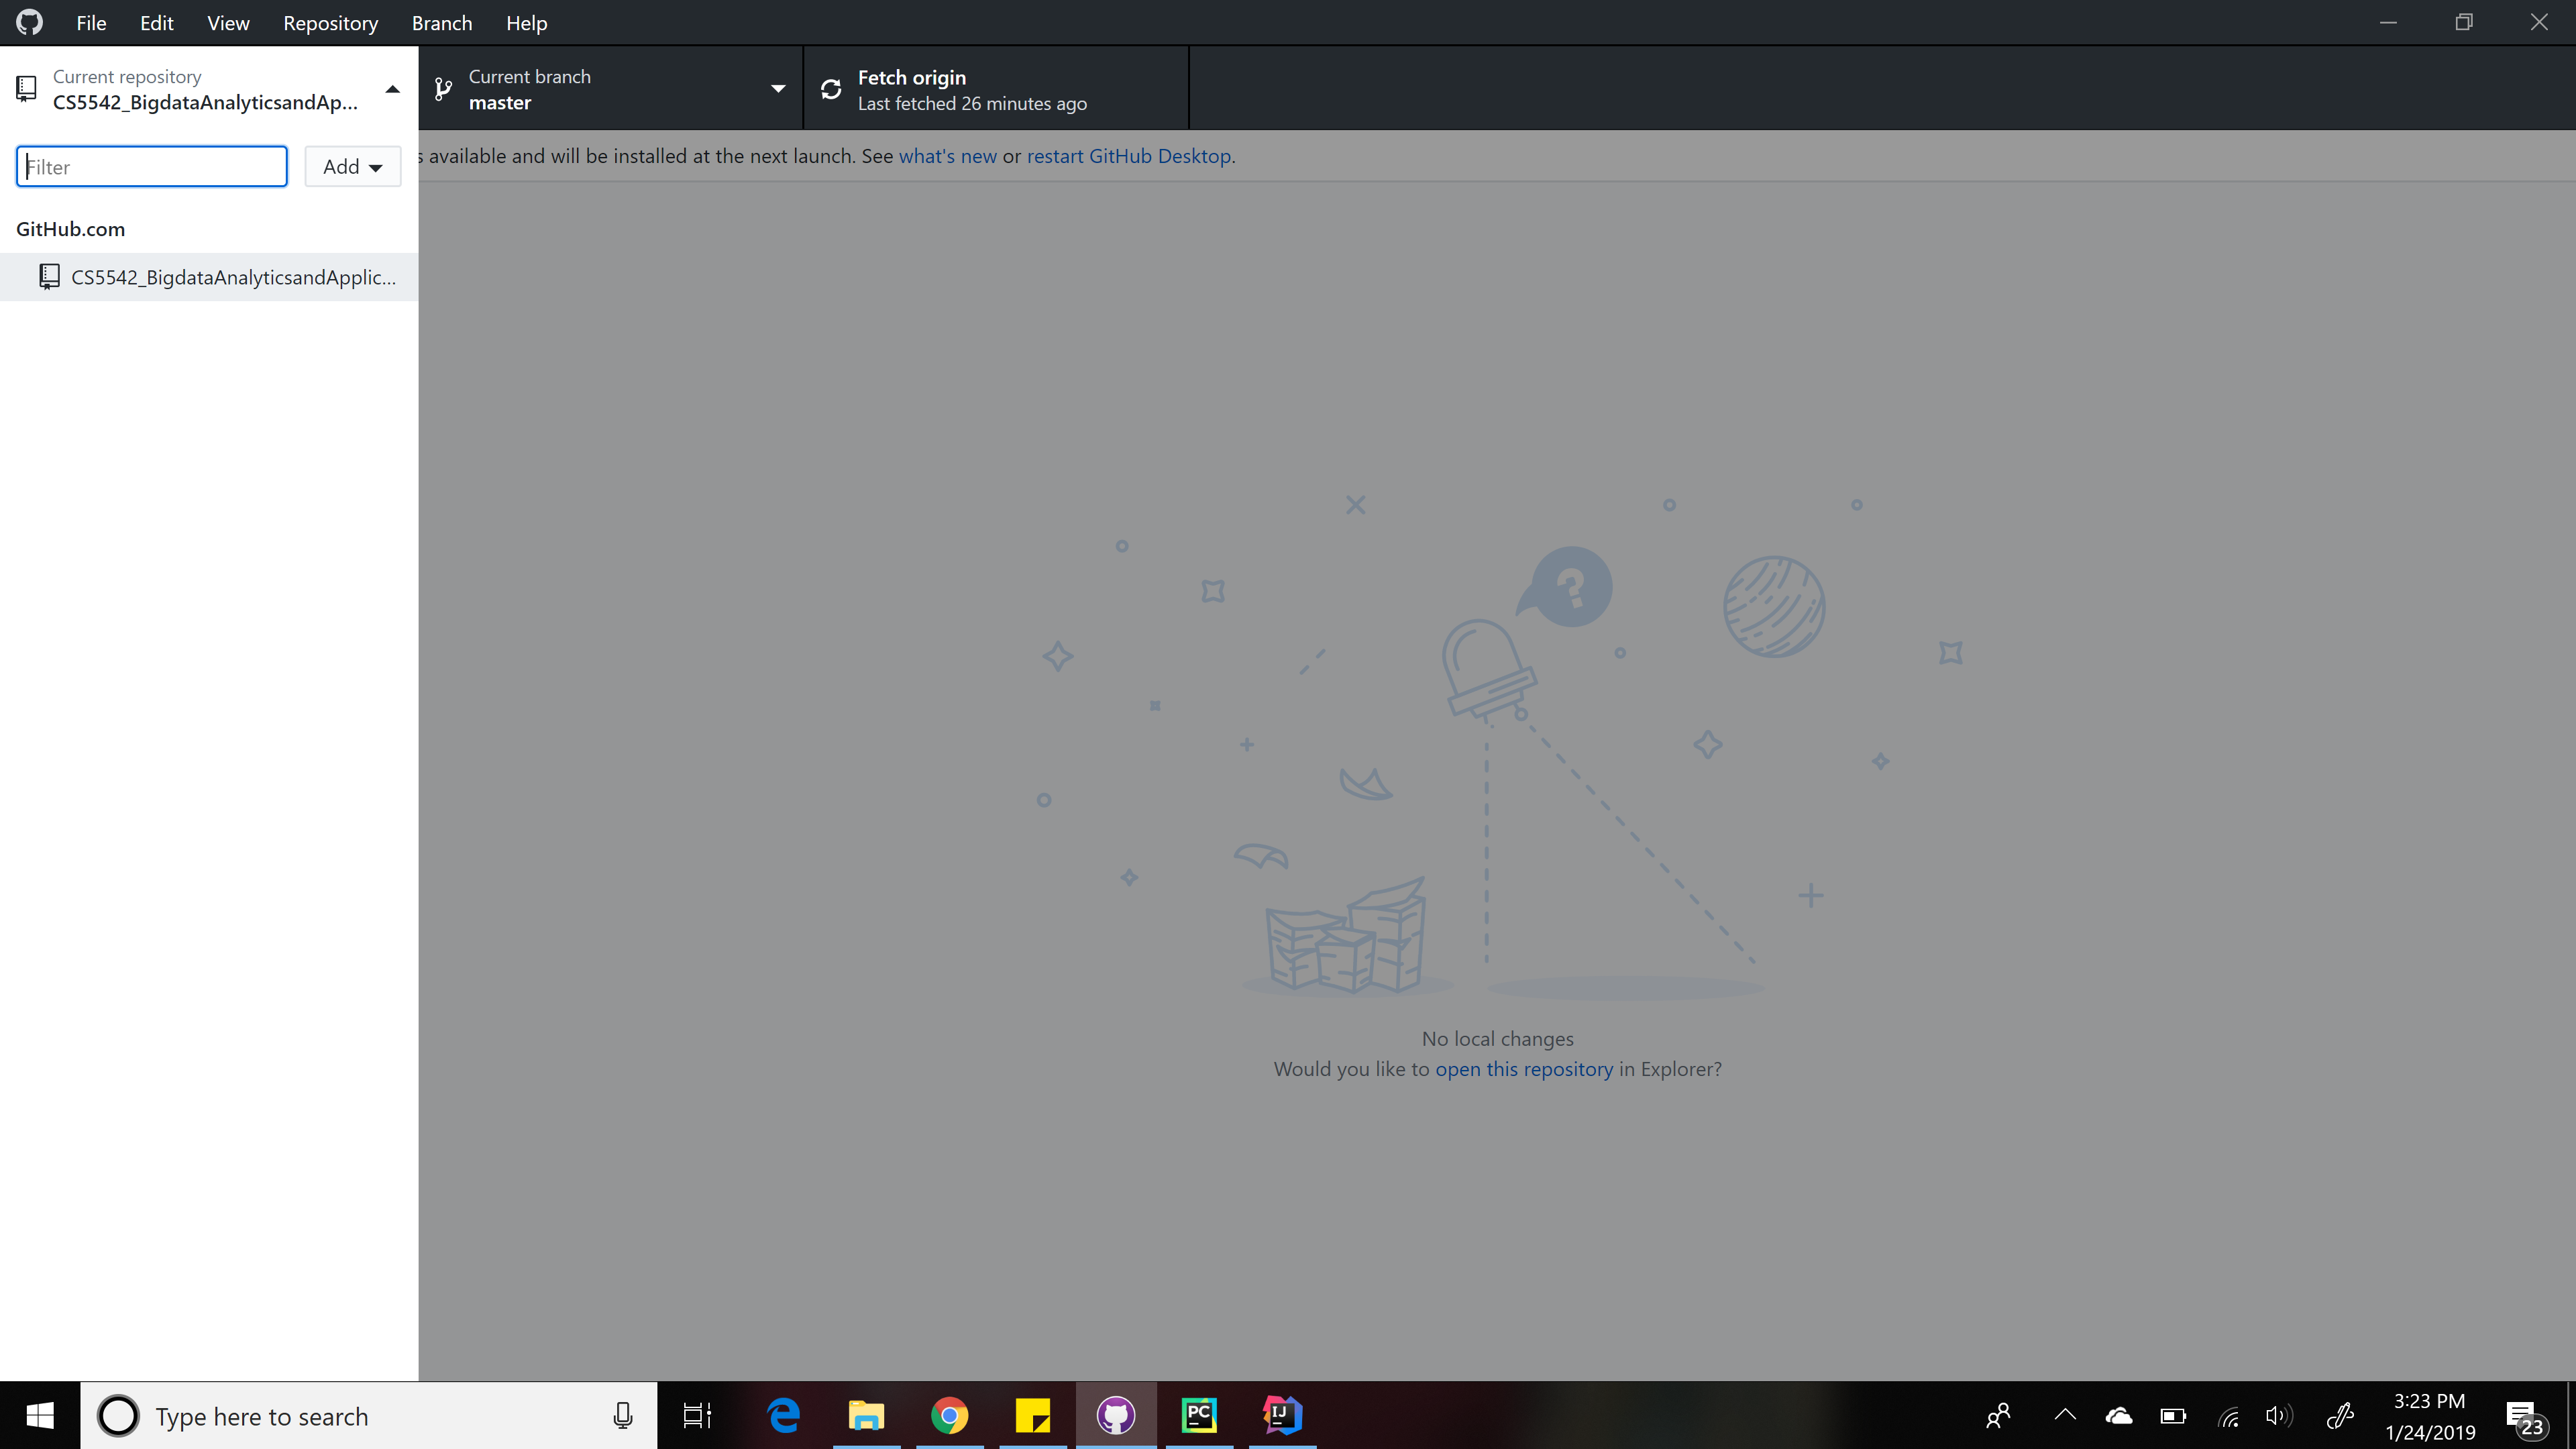 File Edit View Repository Branch Help
Current repository
CS5542_BigdataAnalyticsandAp...
Current branch
master
Fetch origin
Last fetched 26 minutes ago
Filter
Add
s available and will be installed at the next launch. See what's new or restart GitHub Desktop.
GitHub.com
CS5542_BigdataAnalyticsandApplic...
?
No local changes
Would you like to open this repository in Explorer?
Type here to search
PC
IJ
3:23 PM
1/24/2019
23